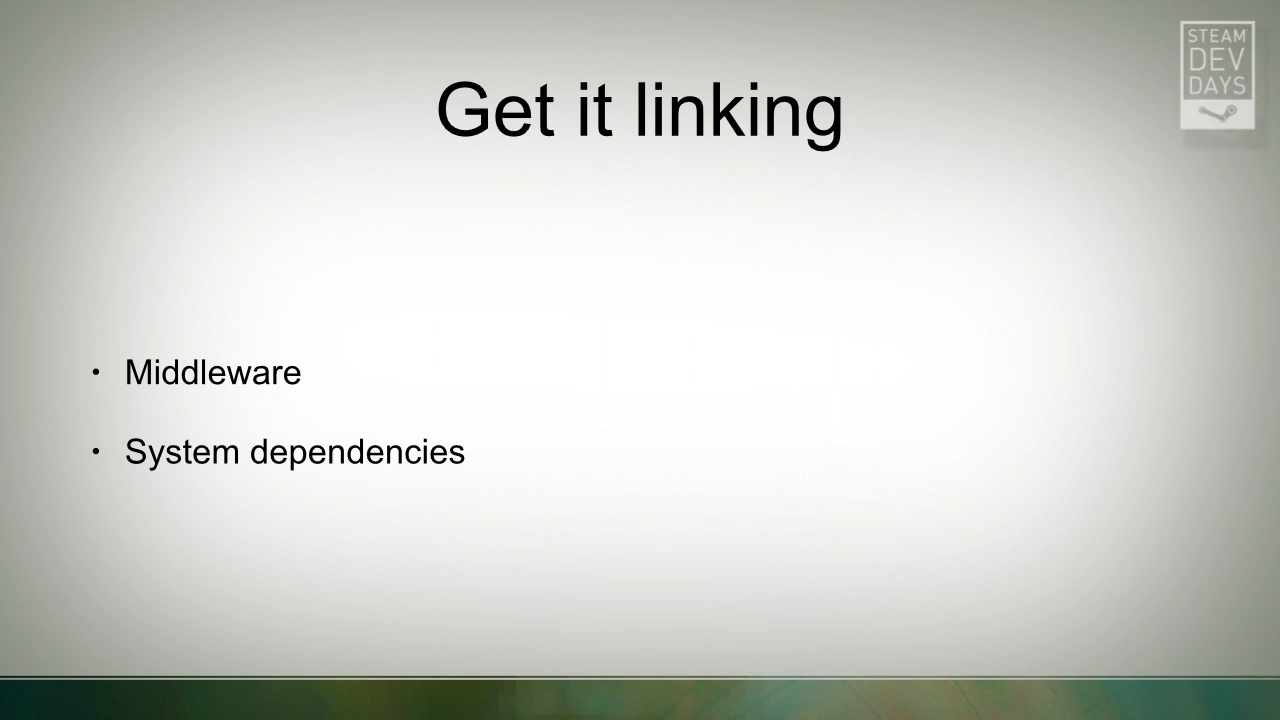 STEAM
DEV
DAYS
Get it linking
• Middleware
• System dependencies